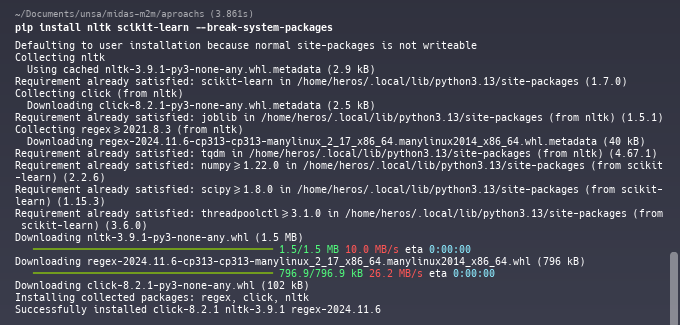 ~/Documents/unsa/midas-m2m/aproachs (3.861s)
pip install nltk scikit-learn --break-system-packages
Defaulting to user installation because normal site-packages is not writeable
Collecting nltk
  Using cached nltk-3.9.1-py3-none-any.whl.metadata (2.9 kB)
Requirement already satisfied: scikit-learn in /home/heros/.local/lib/python3.13/site-packages (1.7.0)
Collecting click (from nltk)
  Downloading click-8.2.1-py3-none-any.whl.metadata (2.5 kB)
Requirement already satisfied: joblib in /home/heros/.local/lib/python3.13/site-packages (from nltk) (1.5.1)
Collecting regex>=2021.8.3 (from nltk)
  Downloading regex-2024.11.6-cp313-cp313-manylinux_2_17_x86_64.manylinux2014_x86_64.whl.metadata (40 kB)
Requirement already satisfied: tqdm in /home/heros/.local/lib/python3.13/site-packages (from nltk) (4.67.1)
Requirement already satisfied: numpy>=1.22.0 in /home/heros/.local/lib/python3.13/site-packages (from scikit
-learn) (2.2.6)
Requirement already satisfied: scipy>=1.8.0 in /home/heros/.local/lib/python3.13/site-packages (from scikit-
learn) (1.15.3)
Requirement already satisfied: threadpoolctl>=3.1.0 in /home/heros/.local/lib/python3.13/site-packages (from
 scikit-learn) (3.6.0)
Downloading nltk-3.9.1-py3-none-any.whl (1.5 MB)
1.5/1.5 MB 10.0 MB/s eta 0:00:00
Downloading regex-2024.11.6-cp313-cp313-manylinux_2_17_x86_64.manylinux2014_x86_64.whl (796 kB)
796.9/796.9 kB 26.2 MB/s eta 0:00:00
Downloading click-8.2.1-py3-none-any.whl (102 kB)
Installing collected packages: regex, click, nltk
Successfully installed click-8.2.1 nltk-3.9.1 regex-2024.11.6